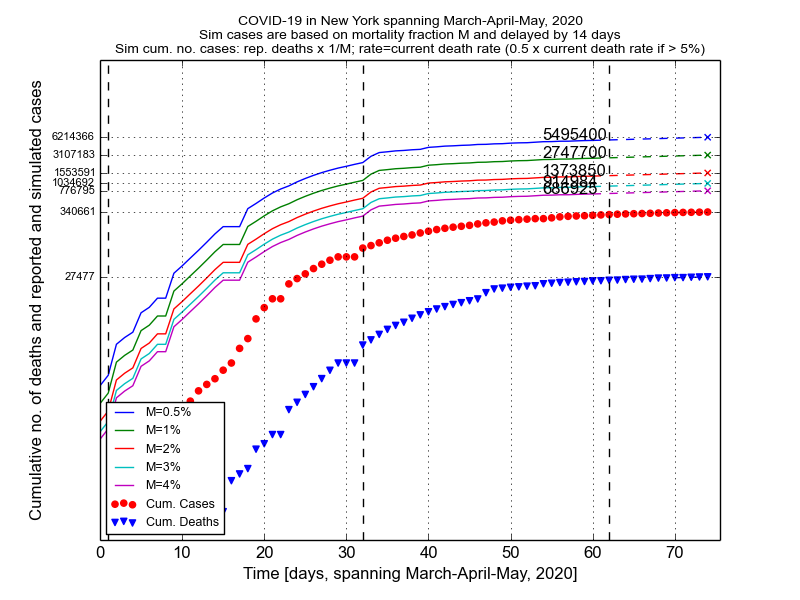 COVID-19 in New York spanning March-April-May, 2020
Sim cases are based on mortality fraction M and delayed by 14 days
Sim cum. no. cases: rep. deaths x 1/M; rate=current death rate (0.5 x current death rate if > 5%)
Cumulative no. of deaths and reported and simulated cases
6214366
3107183
1553591
1034692
776795
340661
27477
5495400
2747700
1373850
914984
686925
M=0.5%
M=1%
M=2%
M=3%
M=4%
Cum. Cases
Cum. Deaths
0 10 20 30 40 50 60 70
Time [days, spanning March-April-May, 2020]